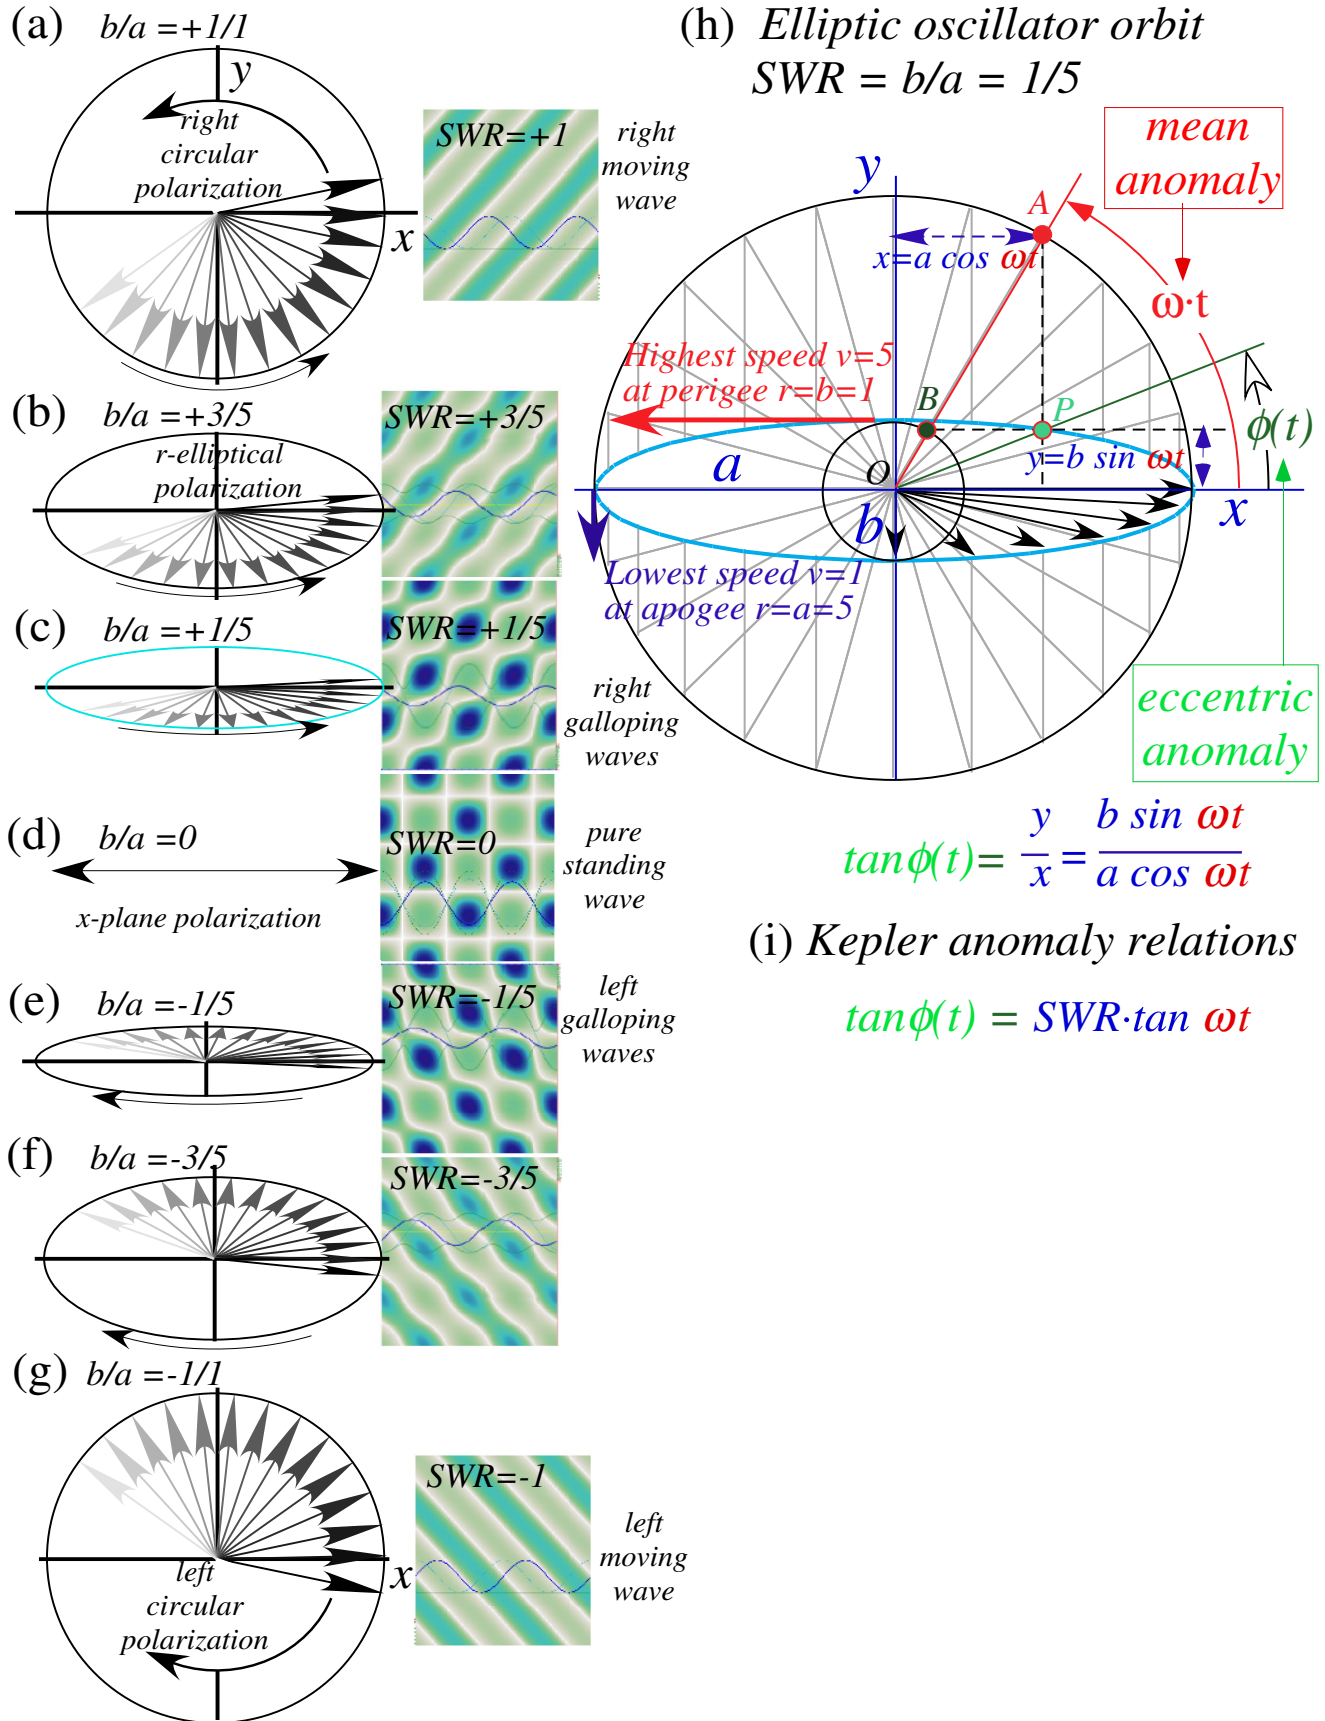 (a) b/a = +1/1
y
right
circular
polarization
x
SWR=+1
right
moving
wave
(b) b/a = +3/5
r-elliptical
polarization
SWR=+3/5
(c) b/a = +1/5
SWR=+1/5
right
galloping
waves
(d) b/a =0
x-plane polarization
SWR=0
pure
standing
wave
(e) b/a =-1/5
SWR=-1/5
left
galloping
waves
(f) b/a =-3/5
SWR=-3/5
(g) b/a =-1/1
x
left
circular
polarization
SWR=-1
left
moving
wave
(h) Elliptic oscillator orbit
SWR = b/a = 1/5
mean
anomaly
y
A
x=a cos ωt
ω·t
Highest speed v=5
at perigee r=b=1
B
P
ϕ(t)
a
O
y=b sin ωt
b
x
Lowest speed v=1
at apogee r=a=5
eccentric
anomaly
tanϕ(t)= y/x = b sin ωt/a cos ωt
(i) Kepler anomaly relations
tanϕ(t) = SWR·tan ωt